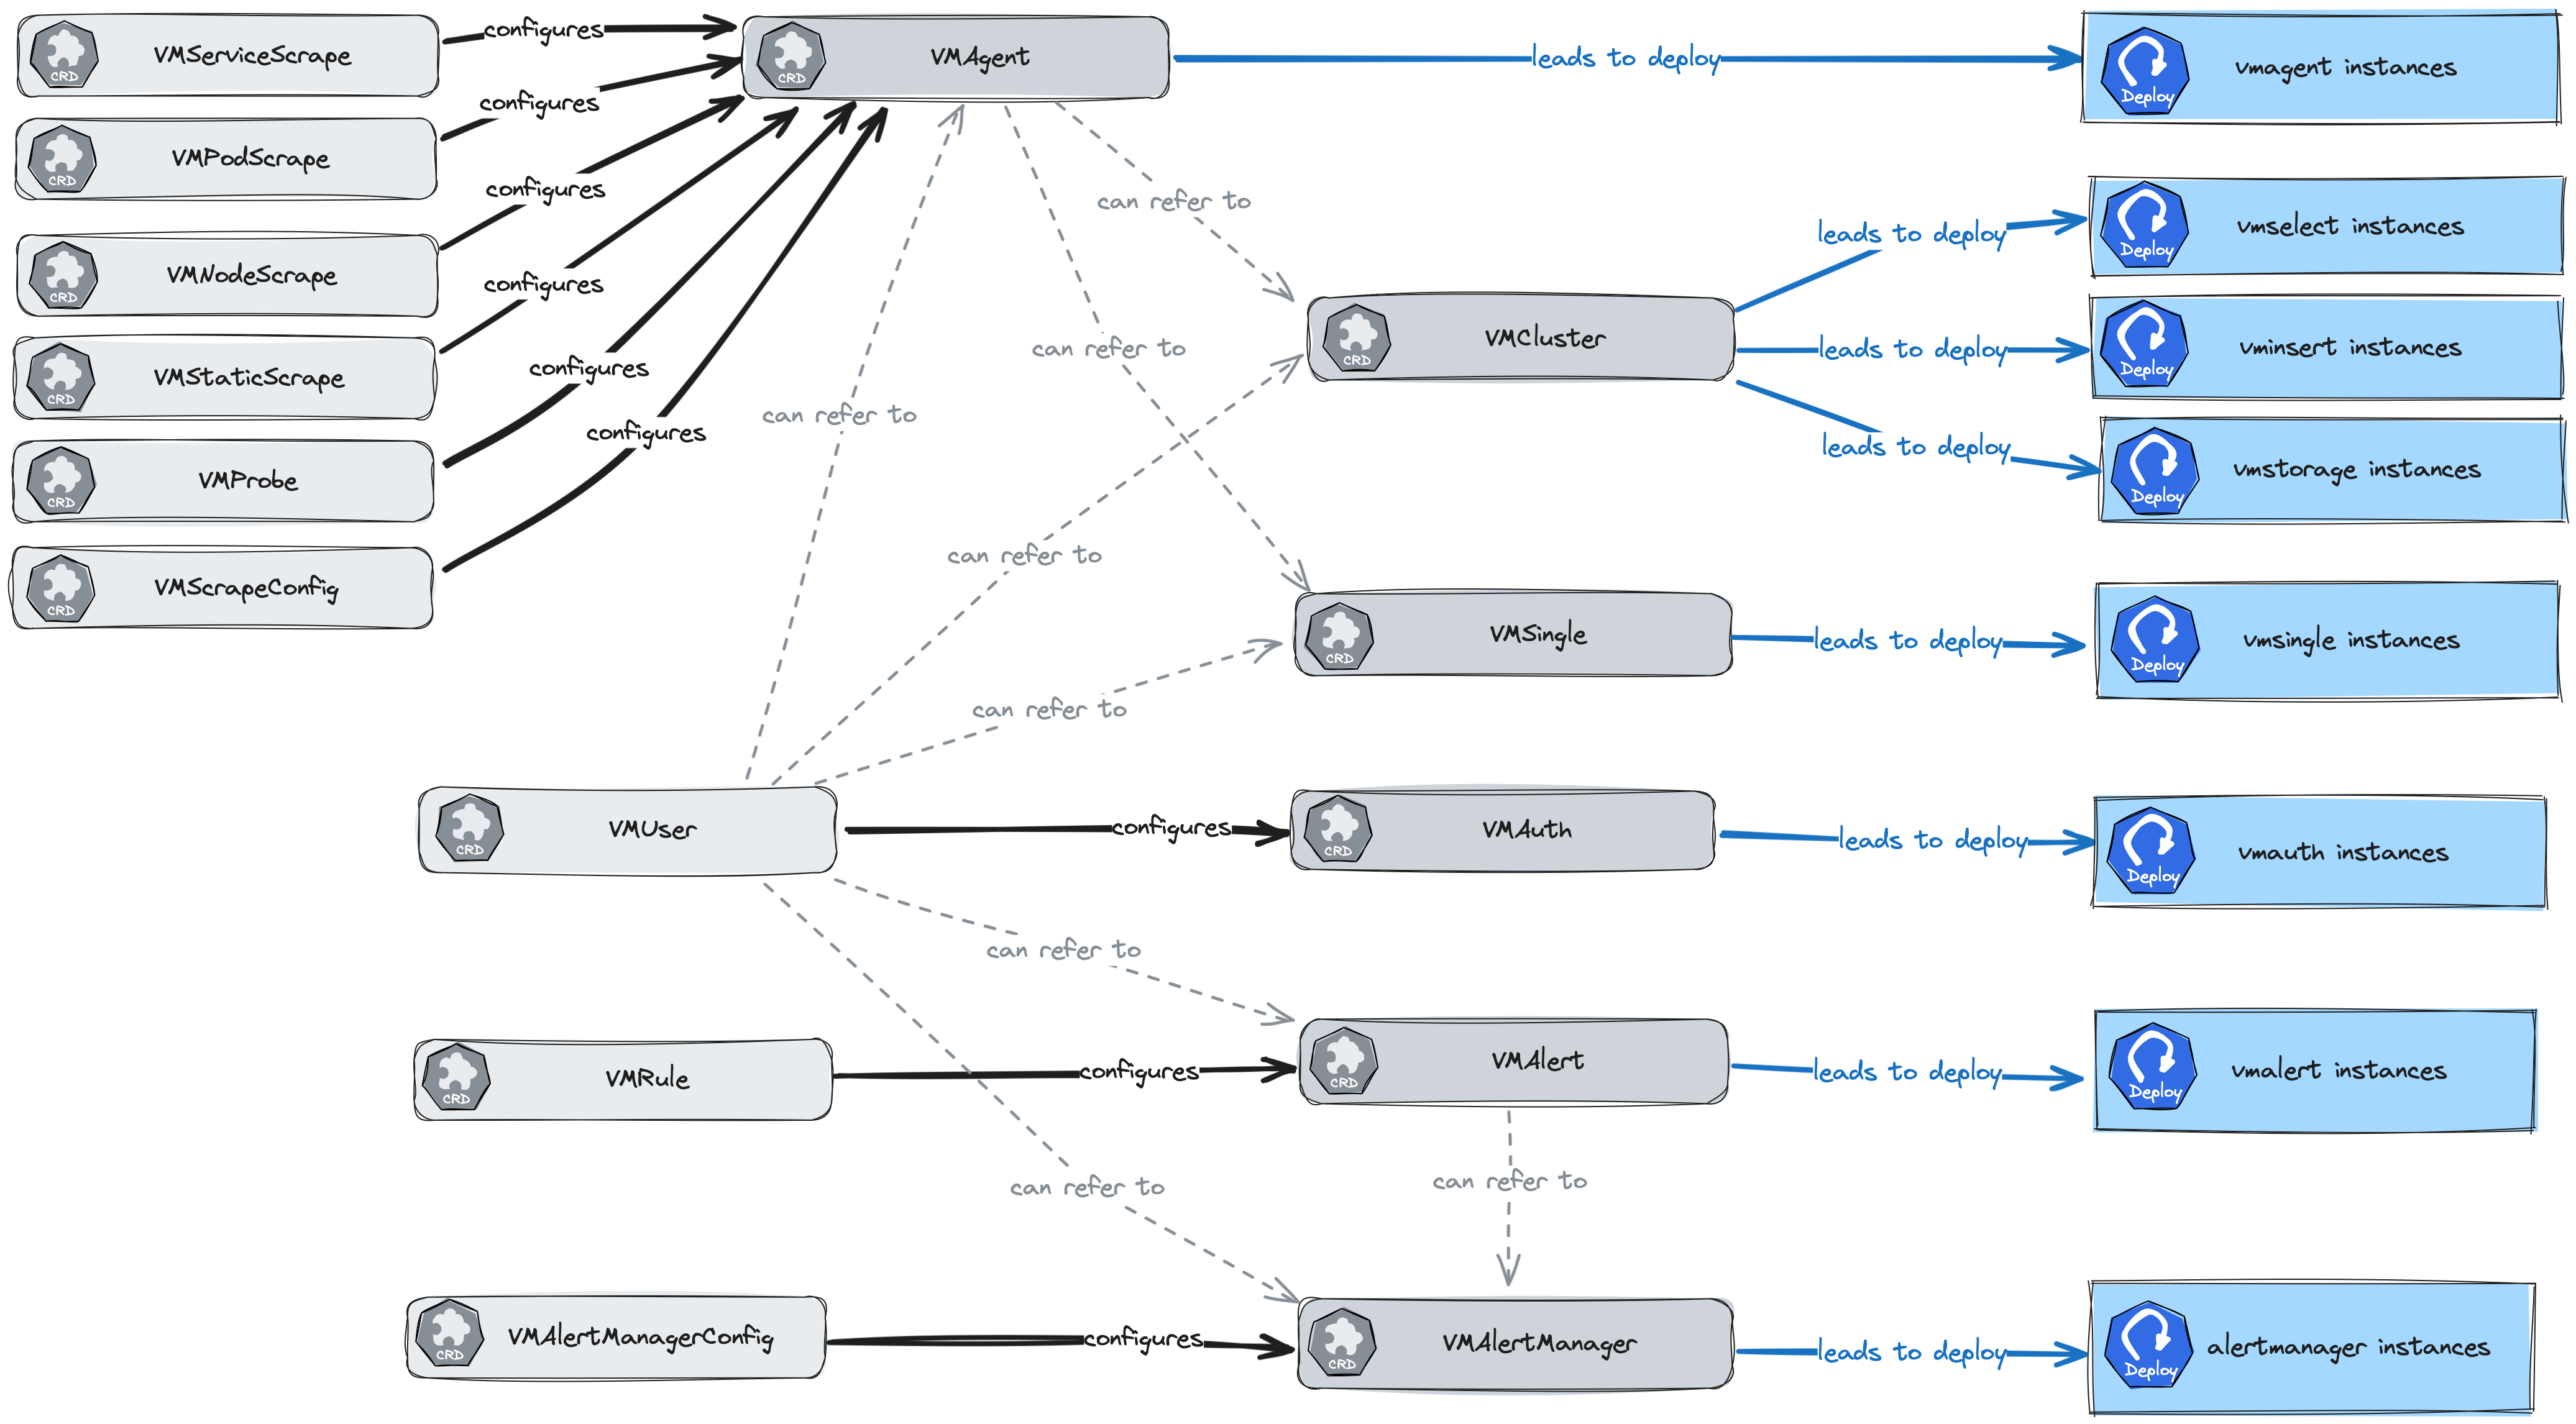 VMServiceScrape
CRD
configures
VMAgent
CRD
leads to deploy
vmagent instances
Deploy
VMPodScrape
CRD
configures
VMNodeScrape
CRD
configures
can refer to
leads to deploy
vmselect instances
Deploy
VMStaticScrape
CRD
configures
can refer to
VMCluster
CRD
leads to deploy
vminsert instances
Deploy
VMProbe
CRD
configures
can refer to
leads to deploy
vmstorage instances
Deploy
VMScrapeConfig
CRD
configures
can refer to
VMSingle
CRD
leads to deploy
vmsingle instances
Deploy
can refer to
VMUser
CRD
configures
VMAuth
CRD
leads to deploy
vmauth instances
Deploy
can refer to
VMRule
CRD
configures
VMAlert
CRD
leads to deploy
vmalert instances
Deploy
can refer to
can refer to
VMAlertManagerConfig
CRD
configures
VMAlertManager
CRD
leads to deploy
alertmanager instances
Deploy